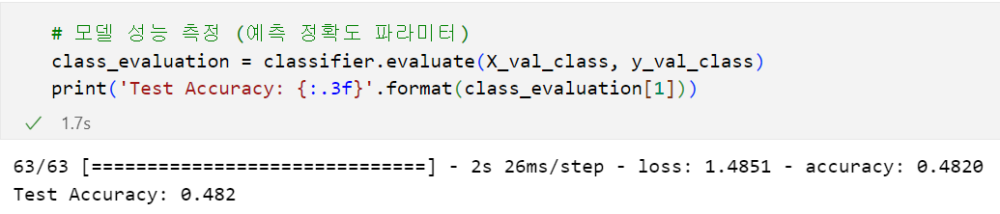 # 모델 성능 측정 (예측 정확도 파라미터)
class_evaluation = classifier.evaluate(X_val_class, y_val_class)
print('Test Accuracy: {:.3f}'.format(class_evaluation[1]))
1.7s
63/63 [==============================] - 2s 26ms/step - loss: 1.4851 - accuracy: 0.4820
Test Accuracy: 0.482